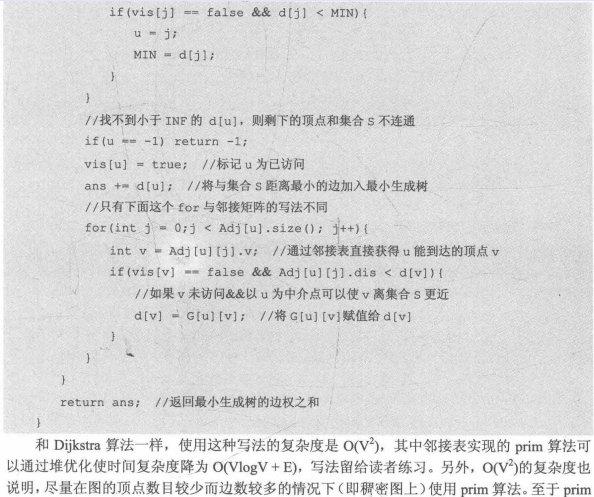 if(vis[j] == false && d[j] < MIN){
u = j;
MIN = d[j];
}
}
//找不到小于 INF 的 d[u]，则剩下的顶点和集合 S 不连通
if(u == -1) return -1;
vis[u] = true; //标记 u 为已访问
ans += d[u]; //将与集合 S 距离最小的边加入最小生成树
//只有下面这个 for 与邻接矩阵的写法不同
for(int j = 0;j < Adj[u].size(); j++){
int v = Adj[u][j].v; //通过邻接表直接获得 u 能到达的顶点 v
if(vis[v] == false && Adj[u][j].dis < d[v]){
//如果 v 未访问&&以 u 为中介点可以使 v 离集合 S 更近
d[v] = G[u][v]; //将 G[u][v]赋值给 d[v]
}
}
}
return ans; //返回最小生成树的边权之和
}
和 Dijkstra 算法一样，使用这种写法的复杂度是 O(V²)，其中邻接表实现的 prim 算法可
以通过堆优化使时间复杂度降为 O(VlogV + E)，写法留给读者练习。另外，O(V²)的复杂度也
说明，尽量在图的顶点数目较少而边数较多的情况下（即稠密图上）使用 prim 算法。至于 prim